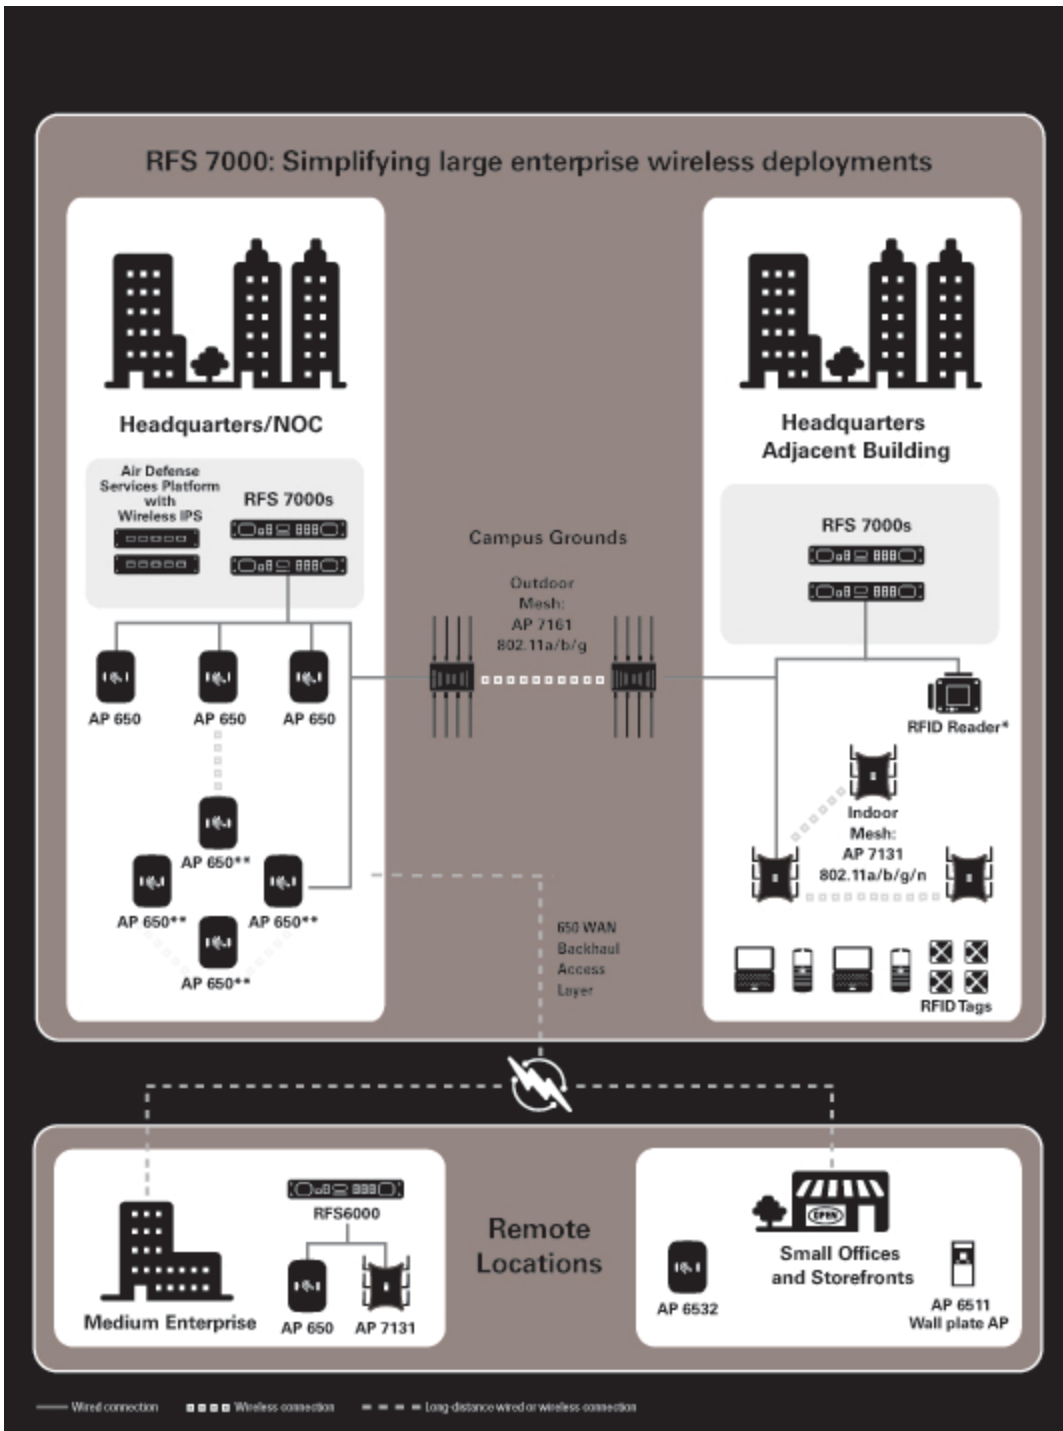 RFS 7000: Simplifying large enterprise wireless deployments
Headquarters/NOC
Air Defense
Services Platform
with
Wireless IPS
RFS 7000s
AP 650
AP 650
AP 650
AP 650**
AP 650**
AP 650**
AP 650**
Campus Grounds
Outdoor
Mesh:
AP 7161
802.11a/b/g
650 WAN
Backhaul
Access
Layer
Headquarters
Adjacent Building
RFS 7000s
RFID Reader*
Indoor
Mesh:
AP 7131
802.11a/b/g/n
RFID Tags
Medium Enterprise
RFS6000
AP 650
AP 7131
Remote
Locations
OPEN
Small Offices
and Storefronts
AP 6532
AP 6511
Wall plate AP
Wired connection
Wireless connection
Long-distance wired or wireless connection